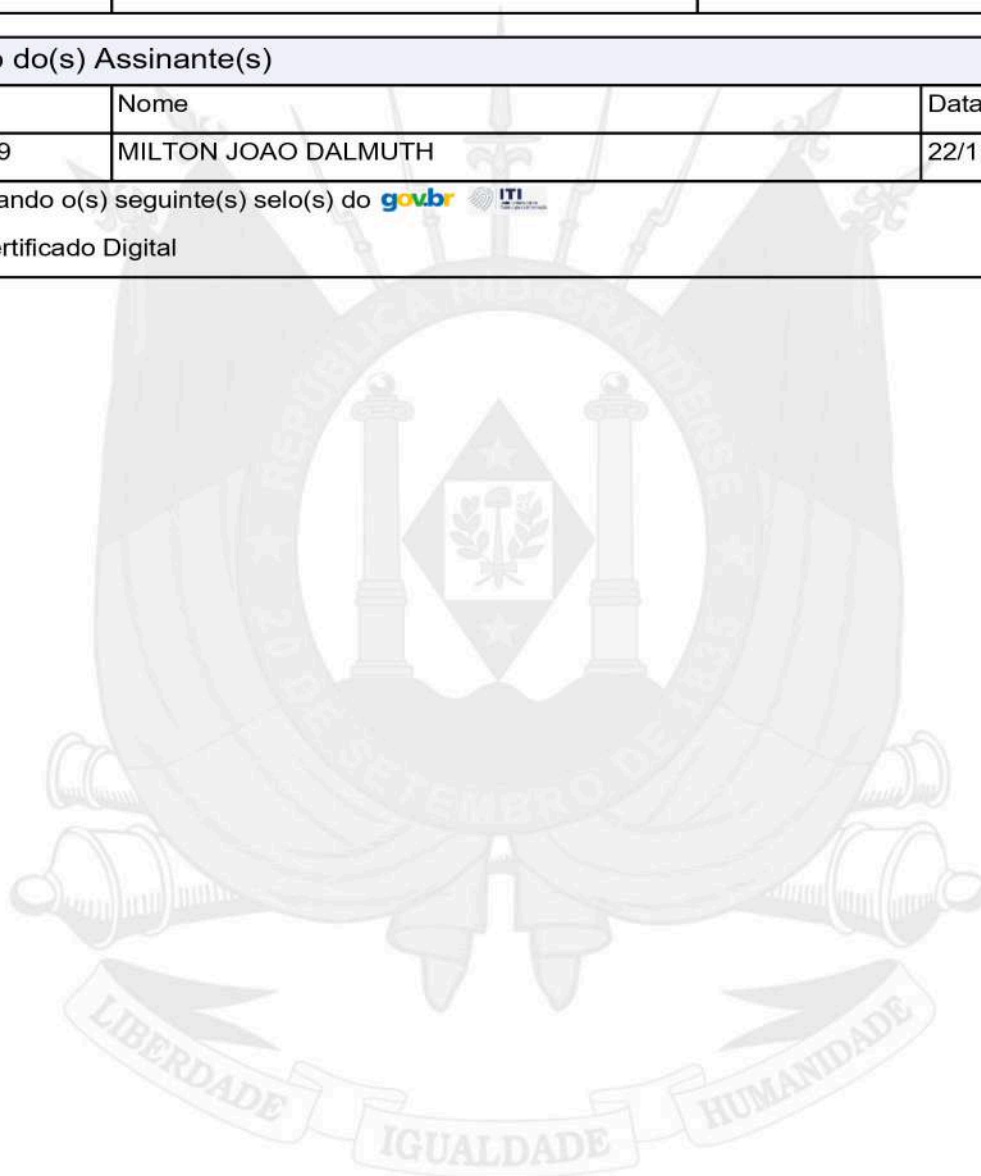 o do(s) Assinante(s)
Nome Data
9 MILTON JOAO DALMUTH 22/1
ando o(s) seguinte(s) selo(s) do gov.br ITI
ertificado Digital
REPÚBLICA RIO-GRANDENSE
20 DE SETEMBRO DE 1835
LIBERDADE IGUALDADE HUMANIDADE